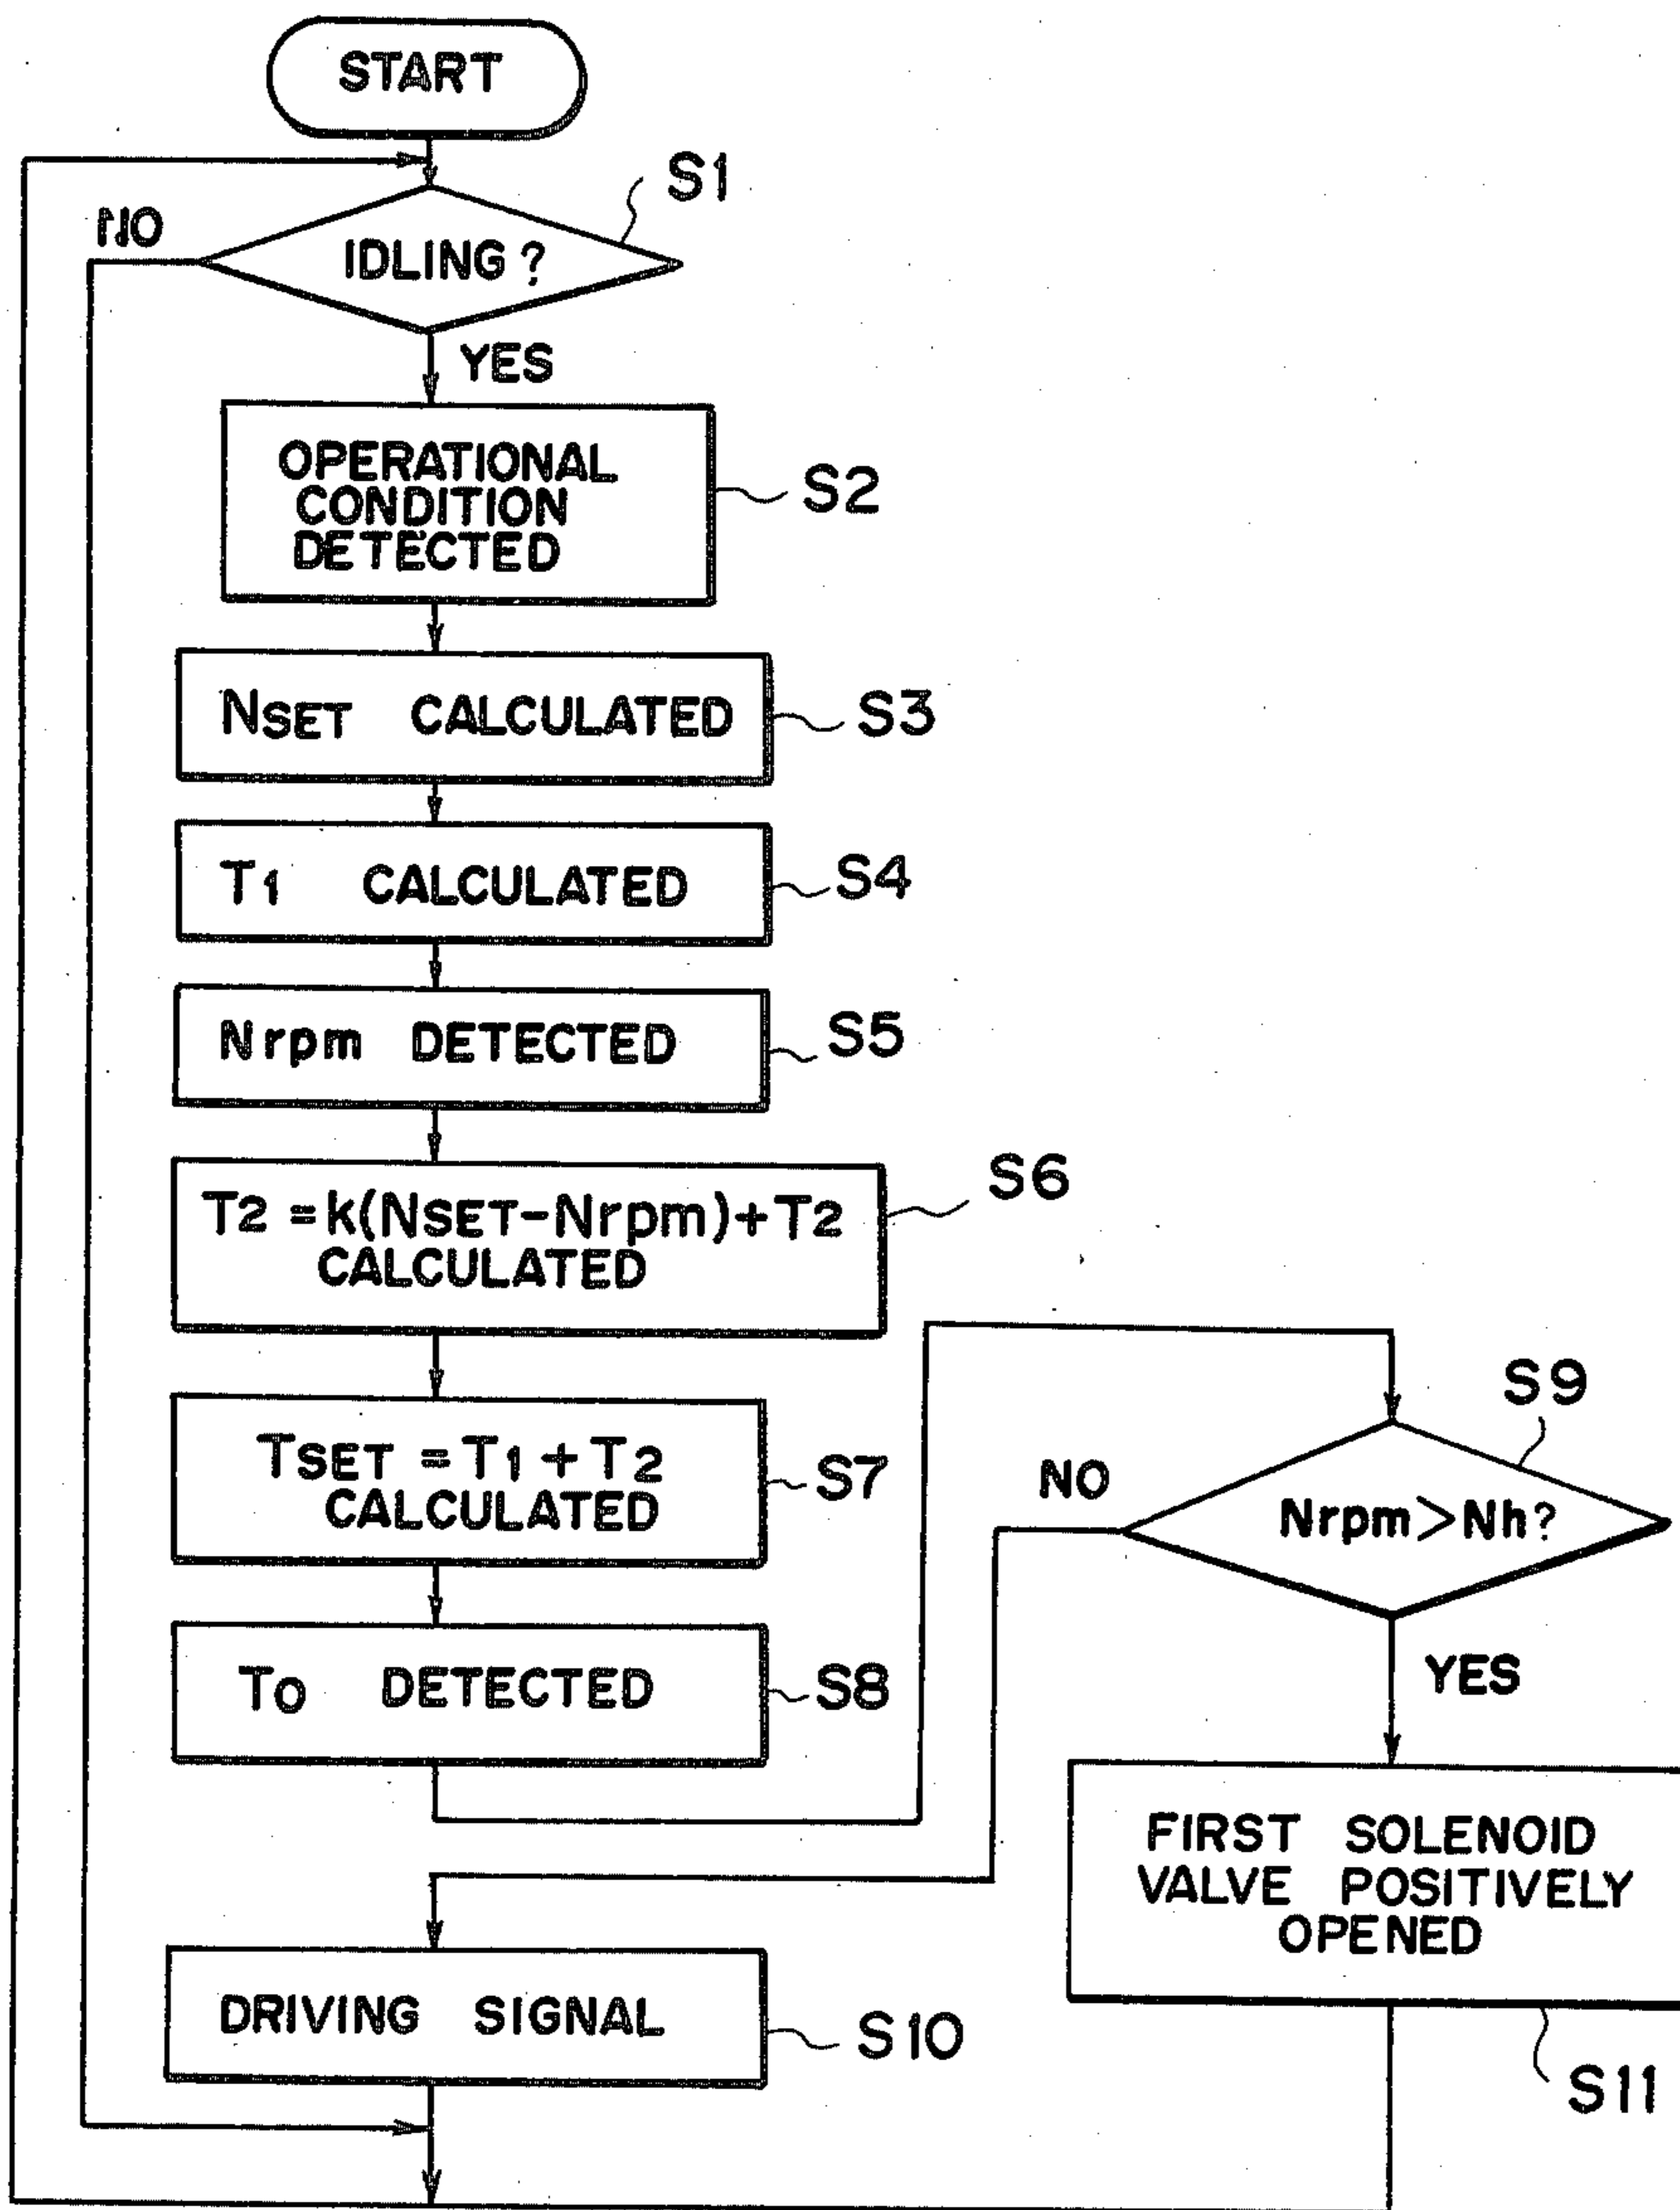 START
S1
NO
IDLING ?
YES
OPERATIONAL
CONDITION
DETECTED
S2
NSET CALCULATED
S3
T1 CALCULATED
S4
Nrpm DETECTED
S5
T2 = k(NSET-Nrpm)+T2
CALCULATED
S6
TSET = T1 + T2
CALCULATED
S7
TO DETECTED
S8
S9
NO
Nrpm>Nh?
YES
FIRST SOLENOID
VALVE POSITIVELY
OPENED
S11
DRIVING SIGNAL
S10